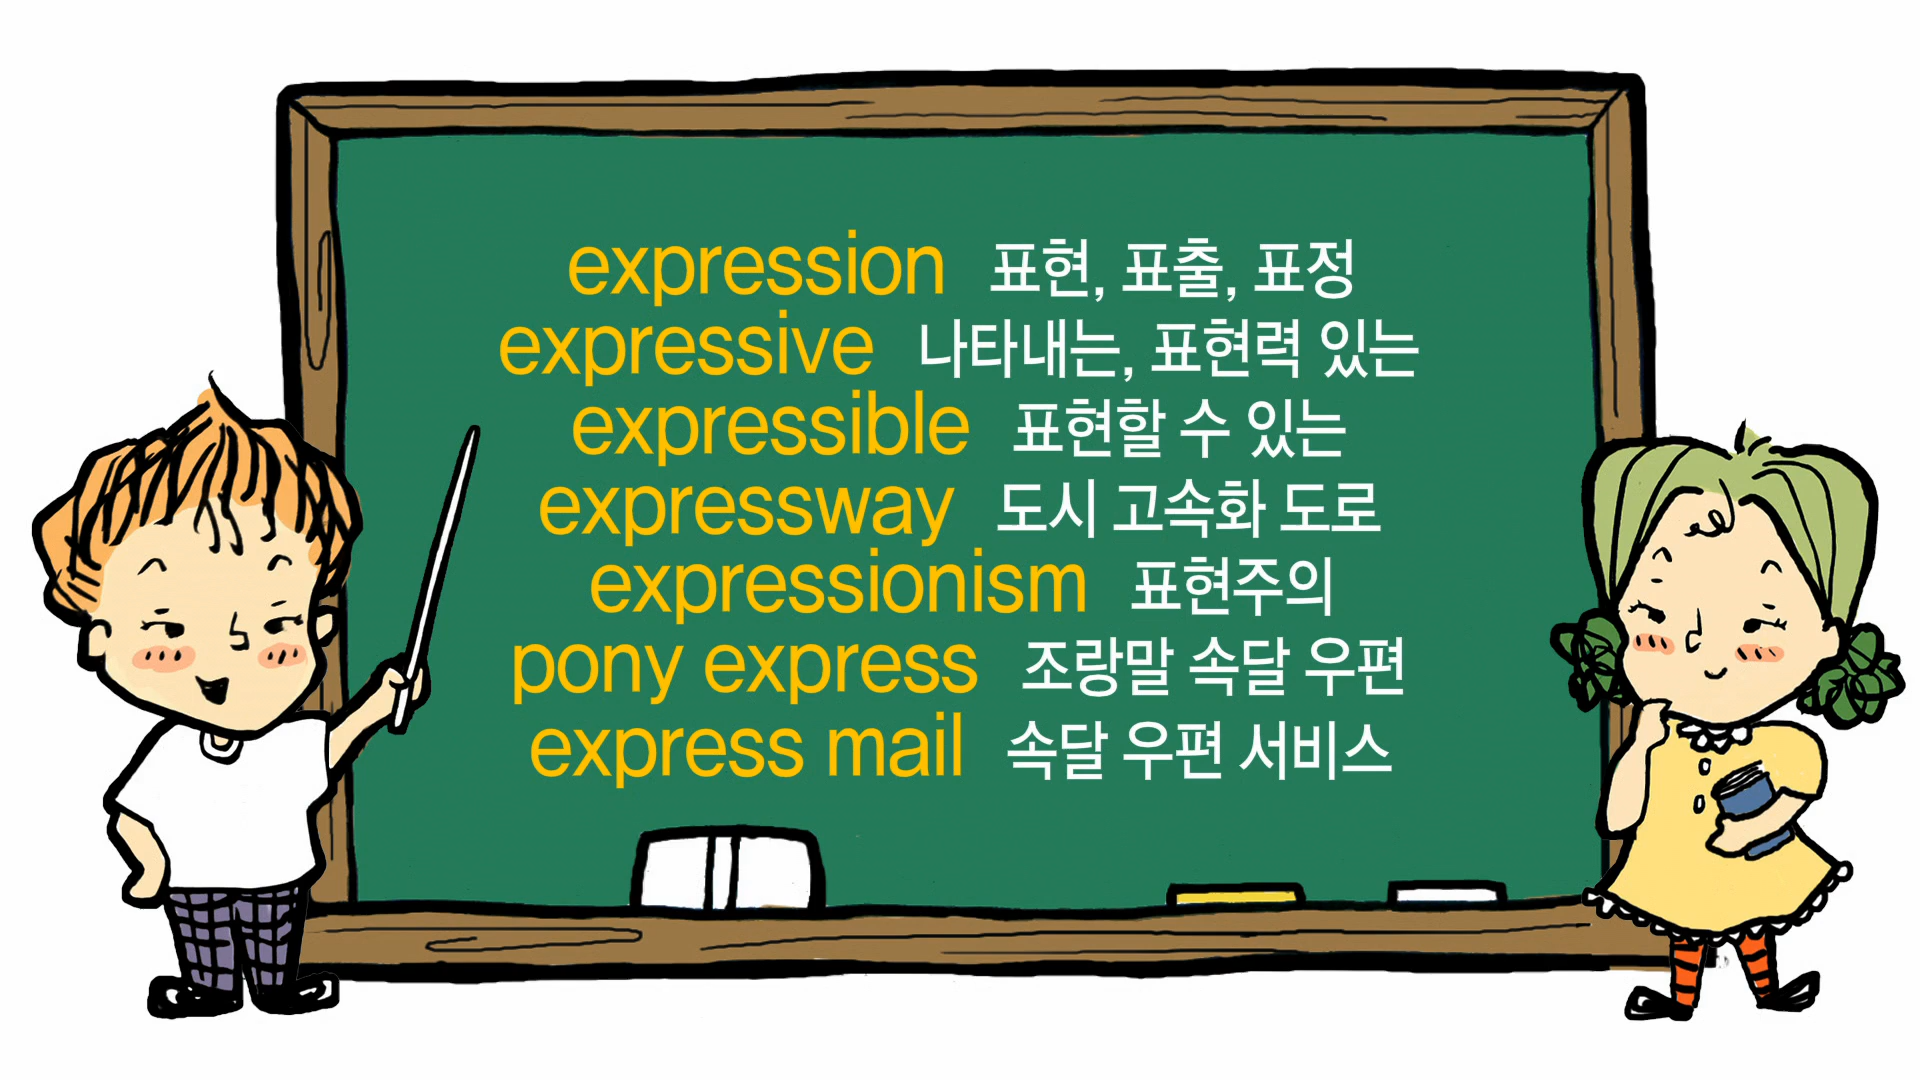 expression 표현, 표출, 표정
expressive 나타내는, 표현력 있는
expressible 표현할 수 있는
expressway 도시 고속화 도로
expressionism 표현주의
pony express 조랑말 속달 우편
express mail 속달 우편 서비스